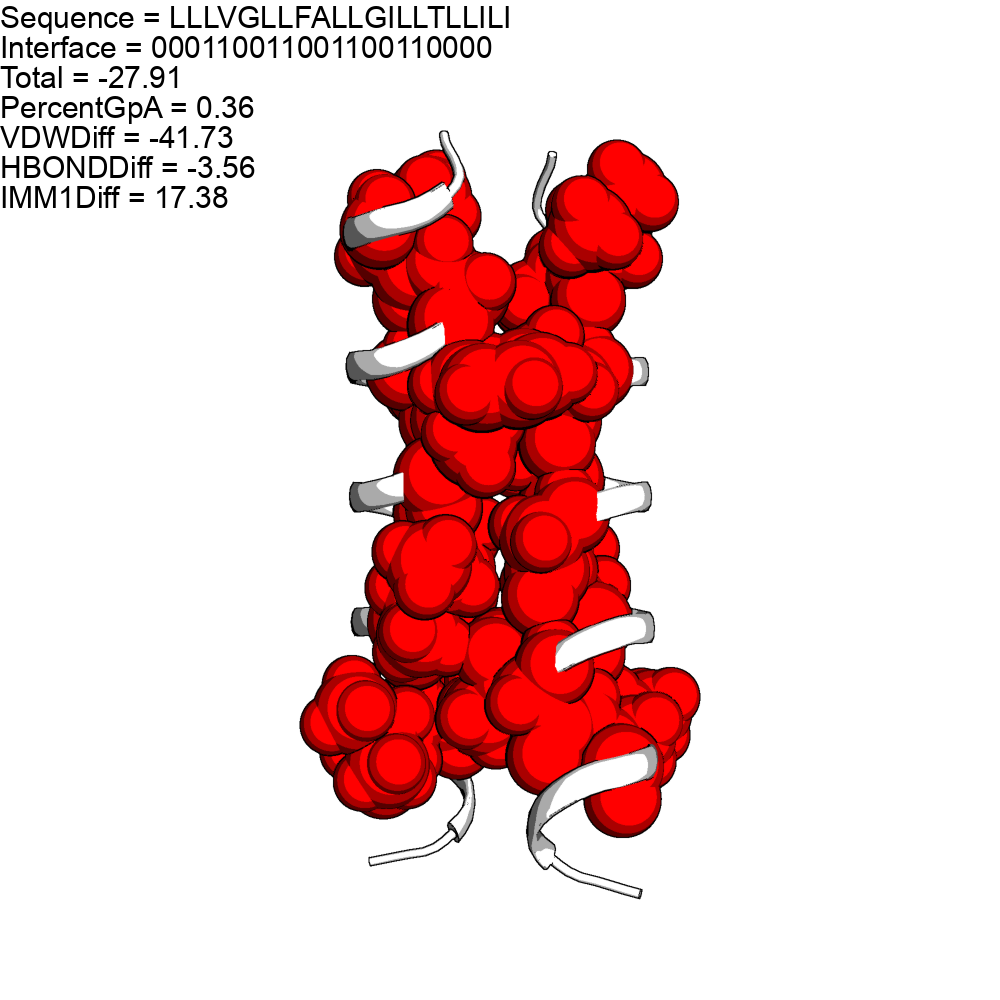 Sequence = LLLVGLLFALLGILLTLLILI
Interface = 000110011001100110000
Total = -27.91
PercentGpA = 0.36
VDWDiff = -41.73
HBONDDiff = -3.56
IMM1Diff = 17.38